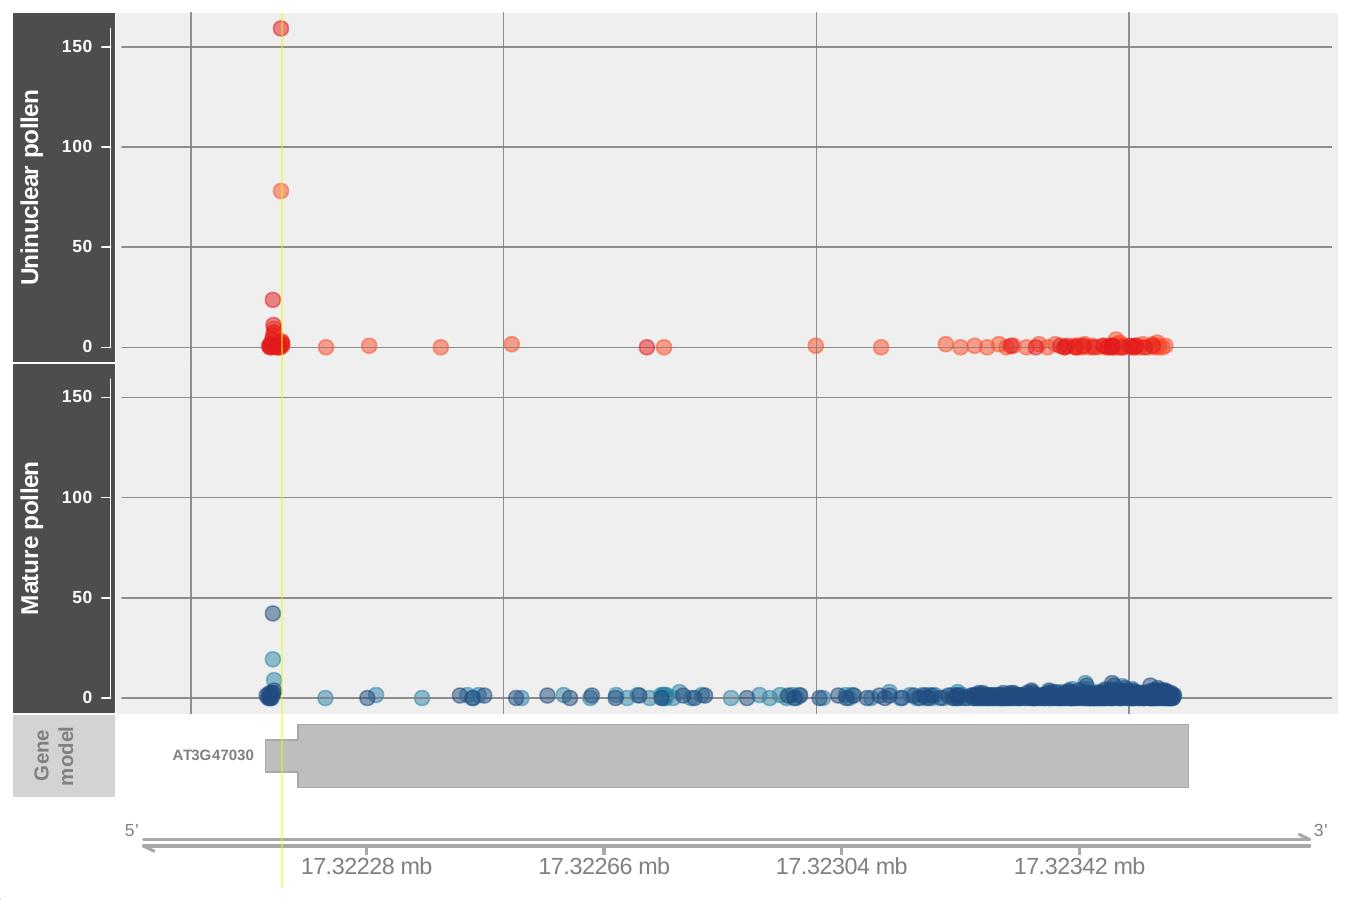 Uninuclear pollen
150
100
50
0
Mature pollen
150
100
50
0
Gene
model
AT3G47030
5'
3'
17.32228 mb
17.32266 mb
17.32304 mb
17.32342 mb